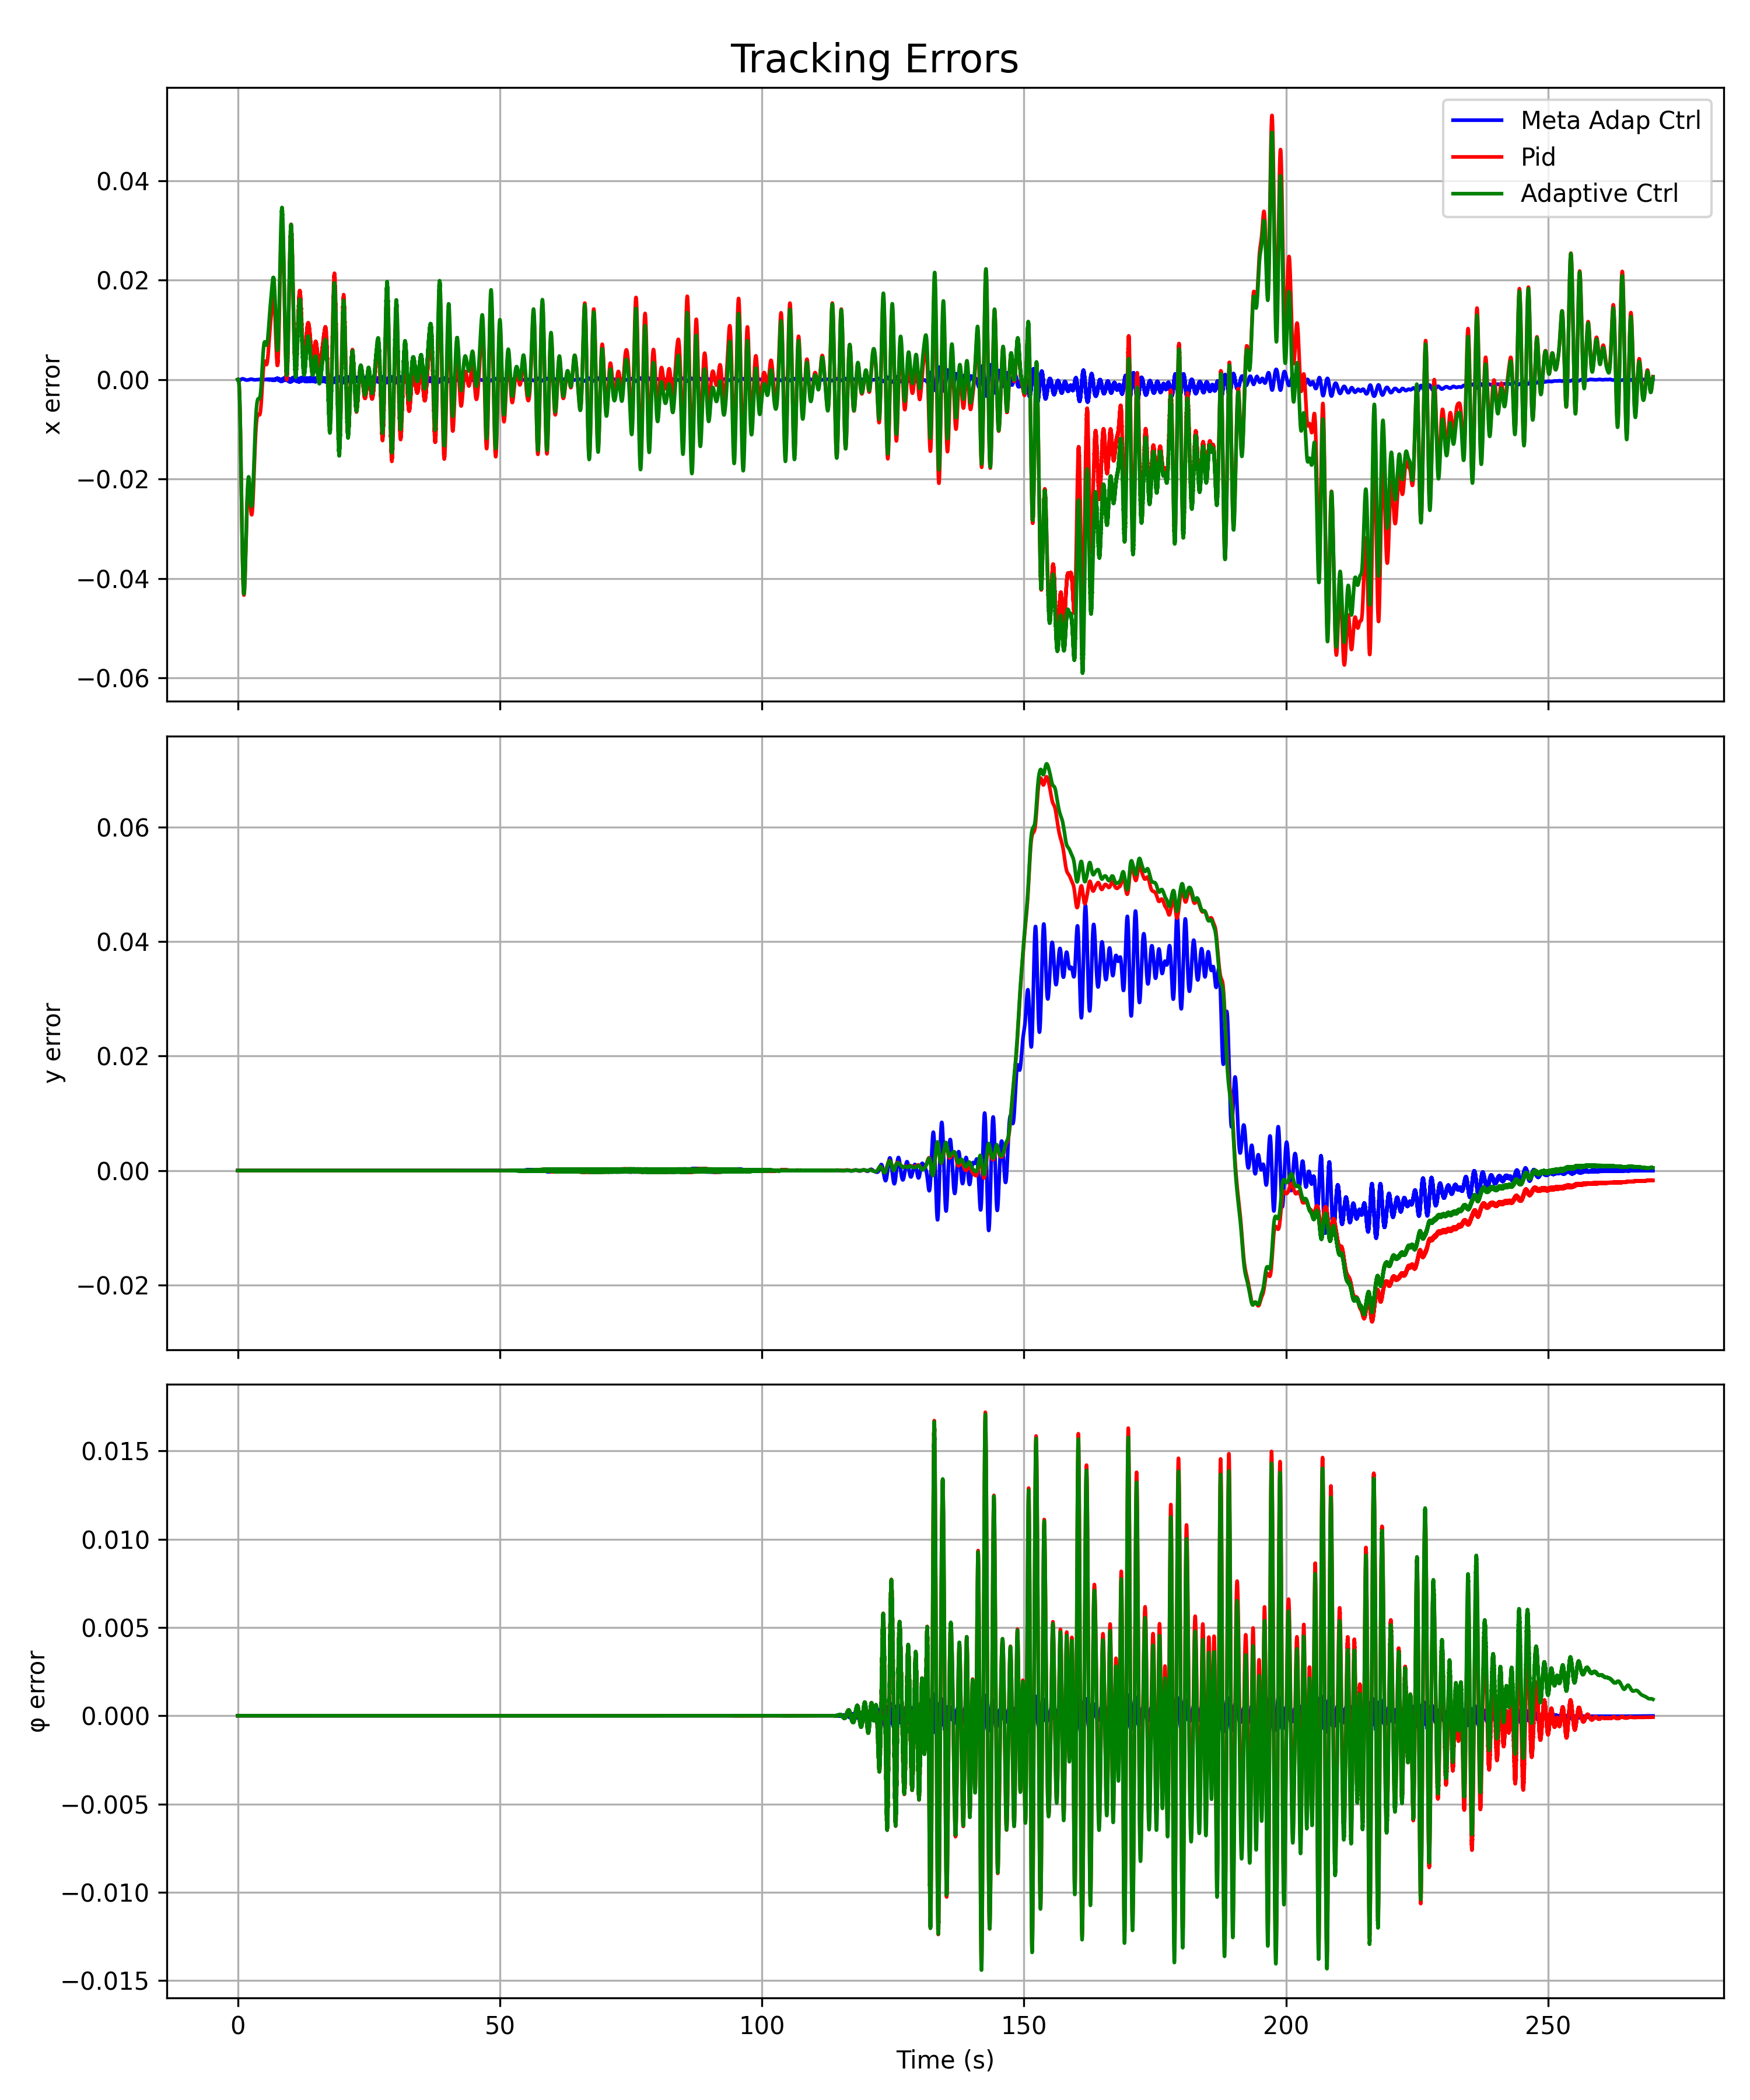 Tracking Errors
Meta Adap Ctrl
Pid
Adaptive Ctrl
0.04
0.02
0.00
−0.02
−0.04
−0.06
x error
0.06
0.04
0.02
0.00
−0.02
y error
0.015
0.010
0.005
0.000
−0.005
−0.010
−0.015
φ error
0 50 100 150 200 250
Time (s)